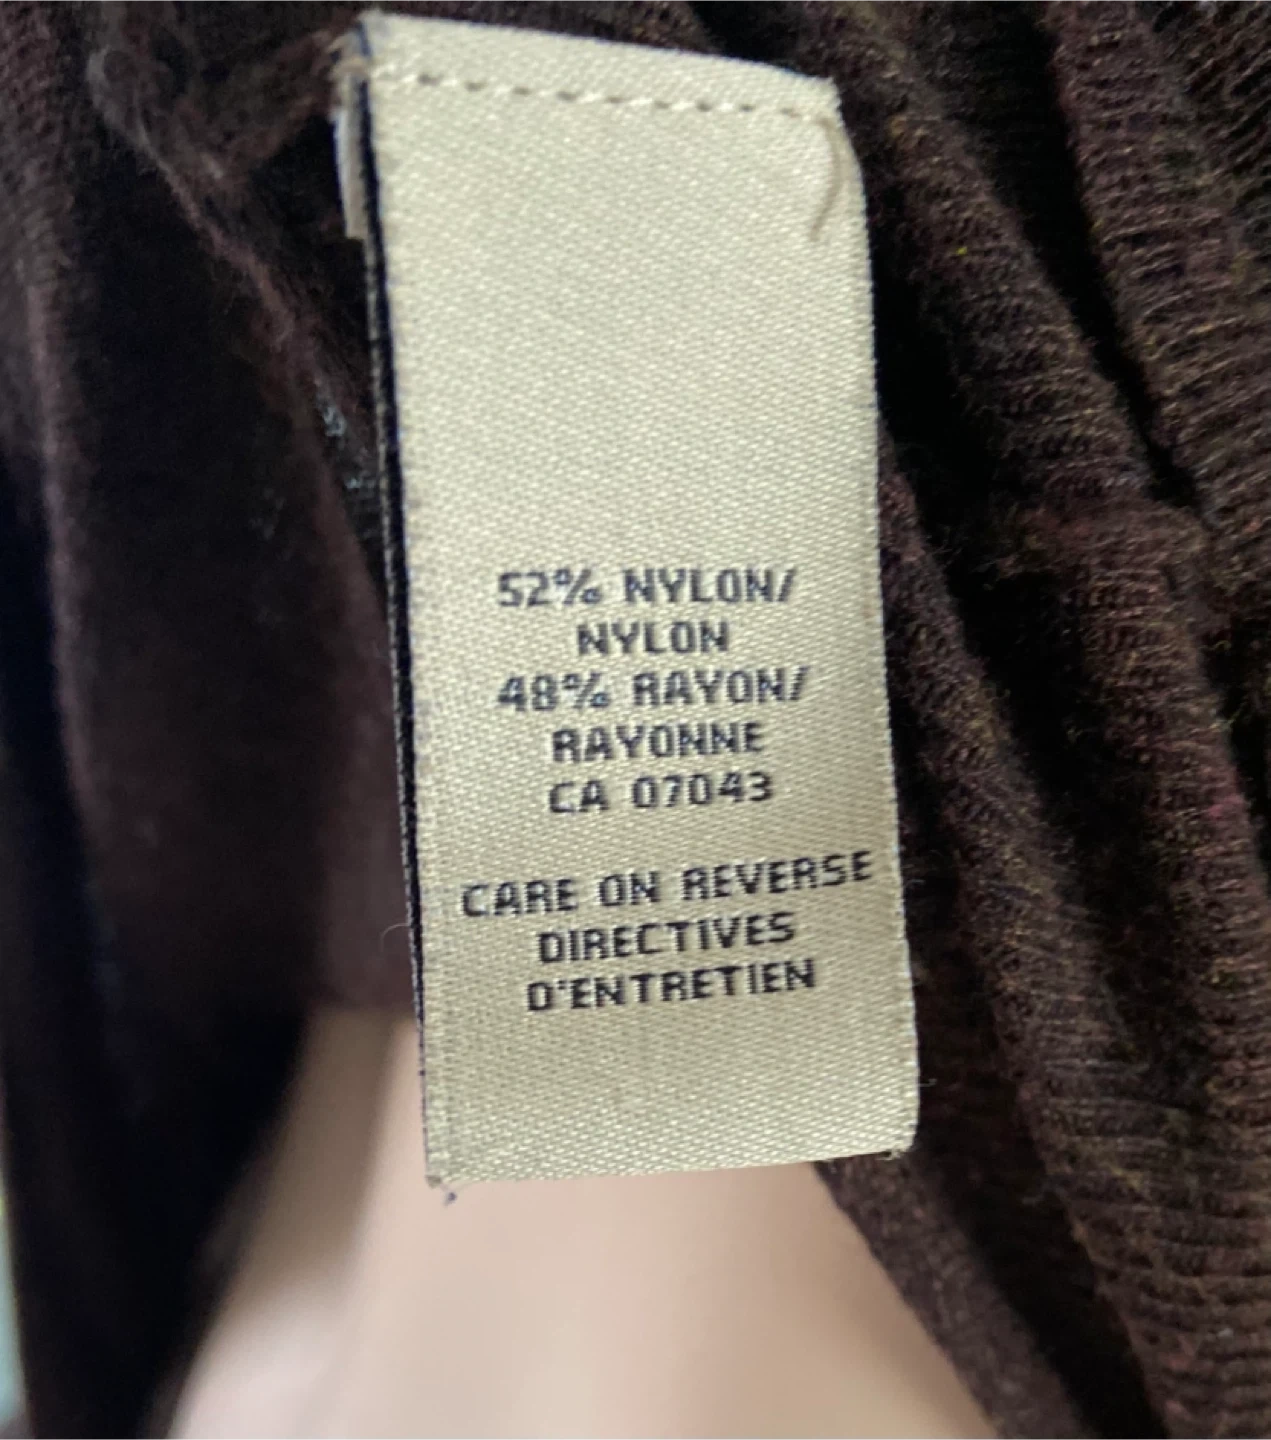 52% NYLON/
NYLON
48% RAYON/
RAYONNE
CA 07043
CARE ON REVERSE
DIRECTIVES
D'ENTRETIEN